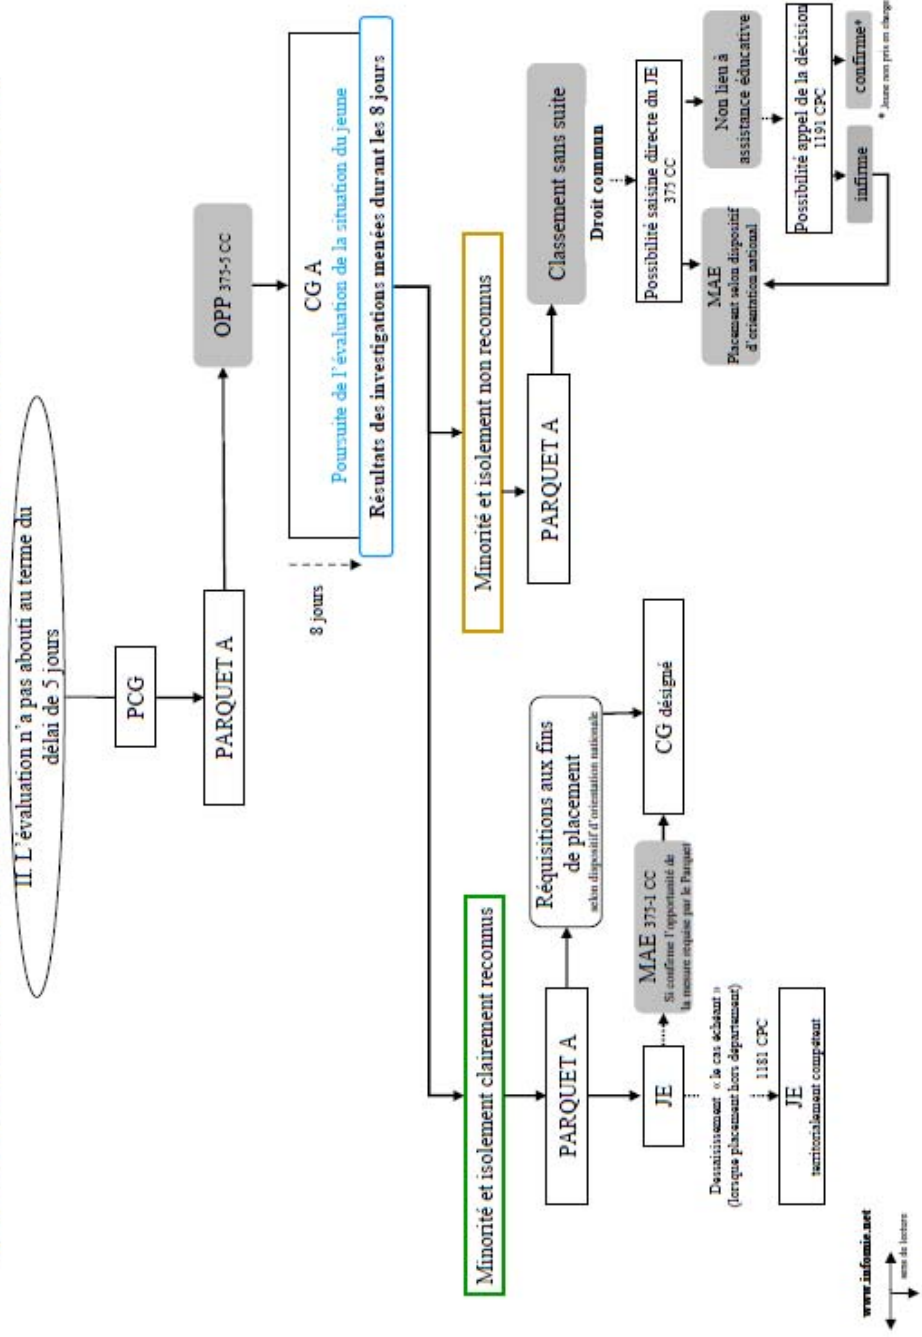 II. L'évaluation n'a pas abouti au terme du
délai de 5 jours
PCG
PARQUET A
OPP 375-5 CC
CG A
Poursuite de l'évaluation de la situation du jeune
Résultats des investigations menées durant les 8 jours
8 jours
Minorité et isolement clairement reconnus
PARQUET A
Réquisitions aux fins
de placement
selon dispositif d'orientation nationale
JE
MAE 375-1 CC
Si confirme l'opportunité de
la mesure requise par le Parquet
CG désigné
Dessaisissement « le cas échéant »
(lorsque placement hors département)
1181 CPC
JE
territorialement compétent
Minorité et isolement non reconnus
PARQUET A
Classement sans suite
Droit commun
Possibilité saisine directe du JE
375 CC
MAE
Placement selon dispositif
d'orientation national
Non lieu à
assistance éducative
Possibilité appel de la décision
1191 CPC
infirme
confirme*
* Jeune non pris en charge
www.infomie.net
sens de lecture